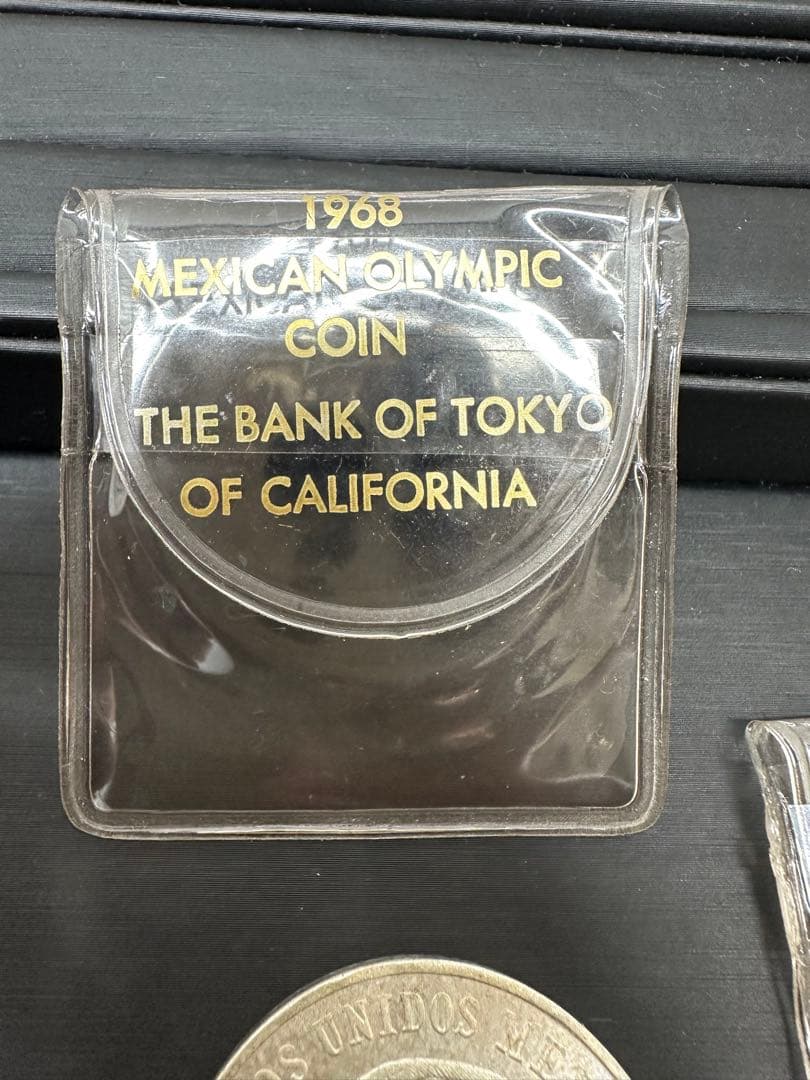 1968
MEXICAN OLYMPIC
COIN
THE BANK OF TOKYO
OF CALIFORNIA
UNIDOS